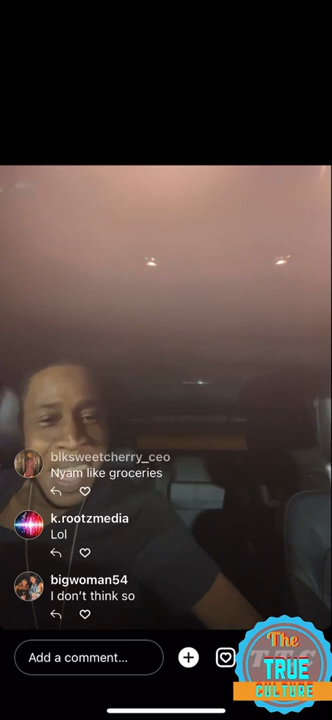 blksweetcherry_ceo
Nyam like groceries
k.rootzmedia
Lol
bigwoman54
I don't think so
Add a comment...
The
T.T.C
TRUE
CULTURE